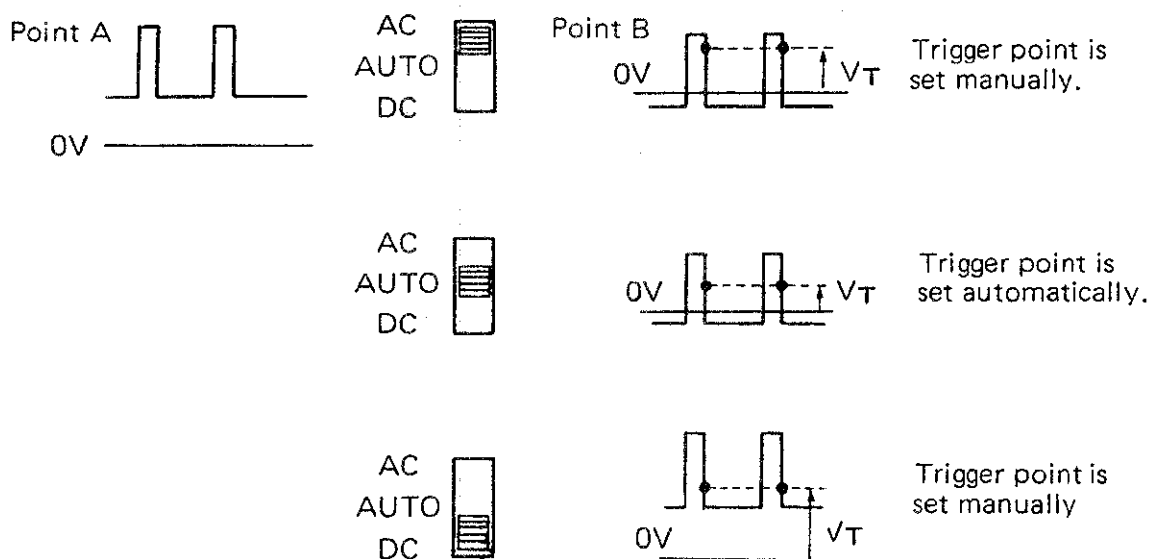 Point A
0V
AC
AUTO
DC
Point B
0V
VT
Trigger point is
set manually.
AC
AUTO
DC
0V
VT
Trigger point is
set automatically.
AC
AUTO
DC
0V
VT
Trigger point is
set manually